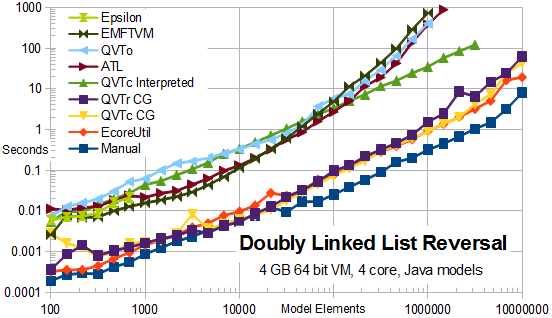 1000
100
10
1
Seconds
0.1
0.01
0.001
0.0001
Epsilon
EMFTVM
QVTo
ATL
QVTc Interpreted
QVTr CG
QVTc CG
EcoreUtil
Manual
Doubly Linked List Reversal
4 GB 64 bit VM, 4 core, Java models
100
1000
10000
Model Elements
1000000
10000000